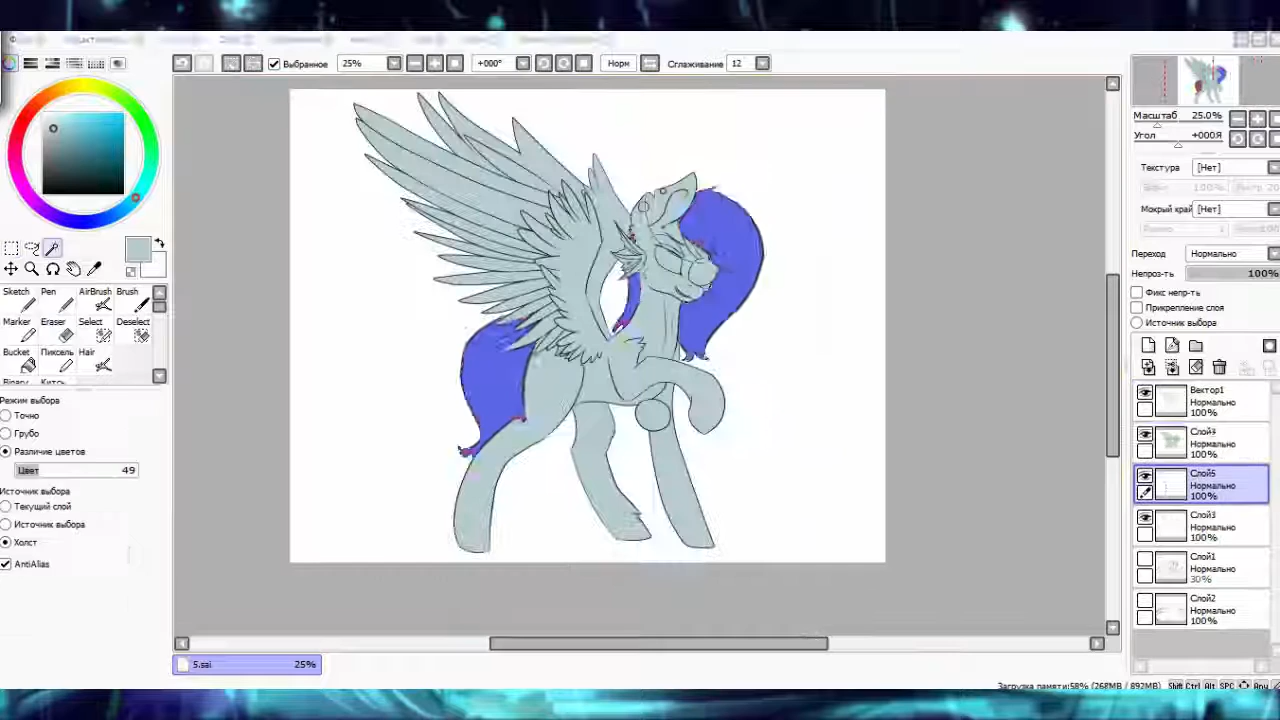 Выбранное 25% +000° Норм Сглаживание 12
Масштаб 25.0%
Угол +000Я
Текстура [Нет]
100%
Мокрый край [Нет]
Переход Нормально
Непроз-ть 100%
Фикс непр-ть
Прикрепление слоя
Источник выбора
Sketch Pen AirBrush Brush
Marker Eraser Select Deselect
Bucket Пиксель Hair
Binary
Режим выбора
Точно
Грубо
Различие цветов
Цвет 49
Источник выбора
Текущий слой
Источник выбора
Холст
AntiAlias
Вектор1
Нормально
100%
Слой4
Нормально
100%
Слой5
Нормально
100%
Слой3
Нормально
100%
Слой1
Нормально
30%
Слой2
Нормально
100%
5.sai 25%
Загрузка памяти:58% (268MB / 892MB) Shift Ctrl Alt SPC Any